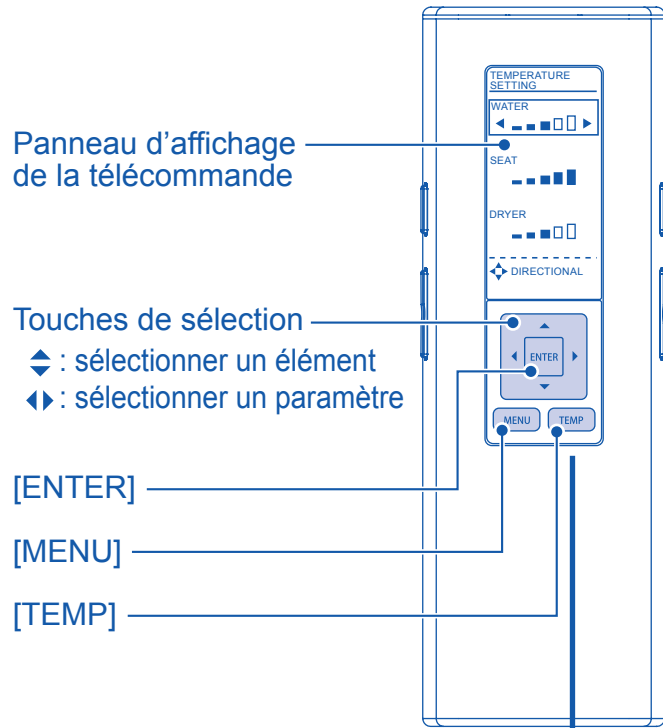 TEMPERATURE
SETTING
WATER
Panneau d'affichage
de la télécommande
SEAT
DRYER
DIRECTIONAL
Touches de sélection
: sélectionner un élément
: sélectionner un paramètre
ENTER
MENU TEMP
[ENTER]
[MENU]
[TEMP]